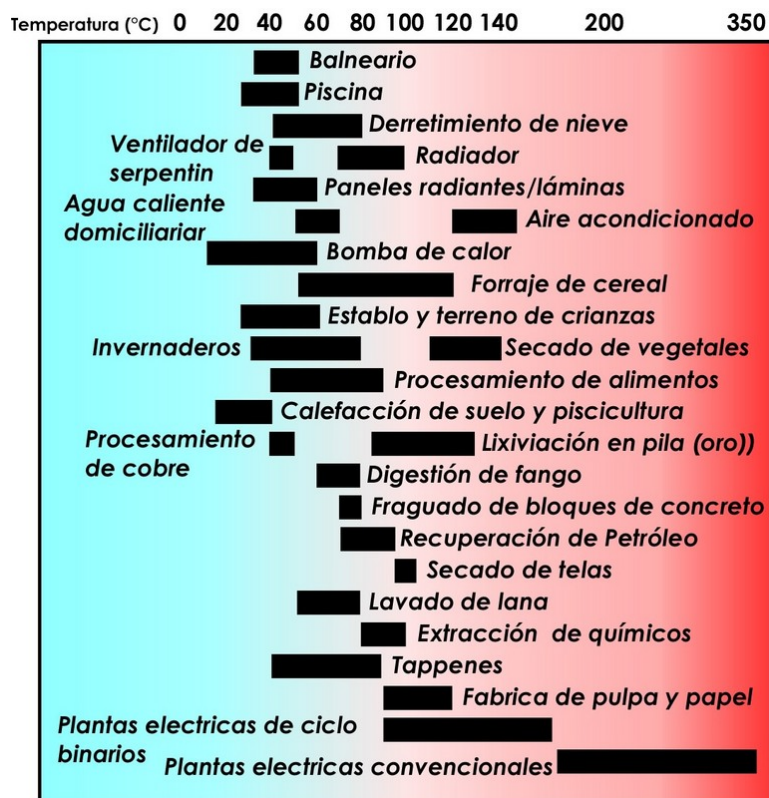 Temperatura (°C) 0 20 40 60 80 100 120 140 200 350
Balneario
Piscina
Derretimiento de nieve
Ventilador de
serpentin
Radiador
Paneles radiantes/láminas
Agua caliente
domiciliariar
Aire acondicionado
Bomba de calor
Forraje de cereal
Establo y terreno de crianzas
Invernaderos
Secado de vegetales
Procesamiento de alimentos
Calefacción de suelo y piscicultura
Procesamiento
de cobre
Lixiviación en pila (oro))
Digestión de fango
Fraguado de bloques de concreto
Recuperación de Petróleo
Secado de telas
Lavado de lana
Extracción de químicos
Tappenes
Fabrica de pulpa y papel
Plantas electricas de ciclo
binarios
Plantas electricas convencionales